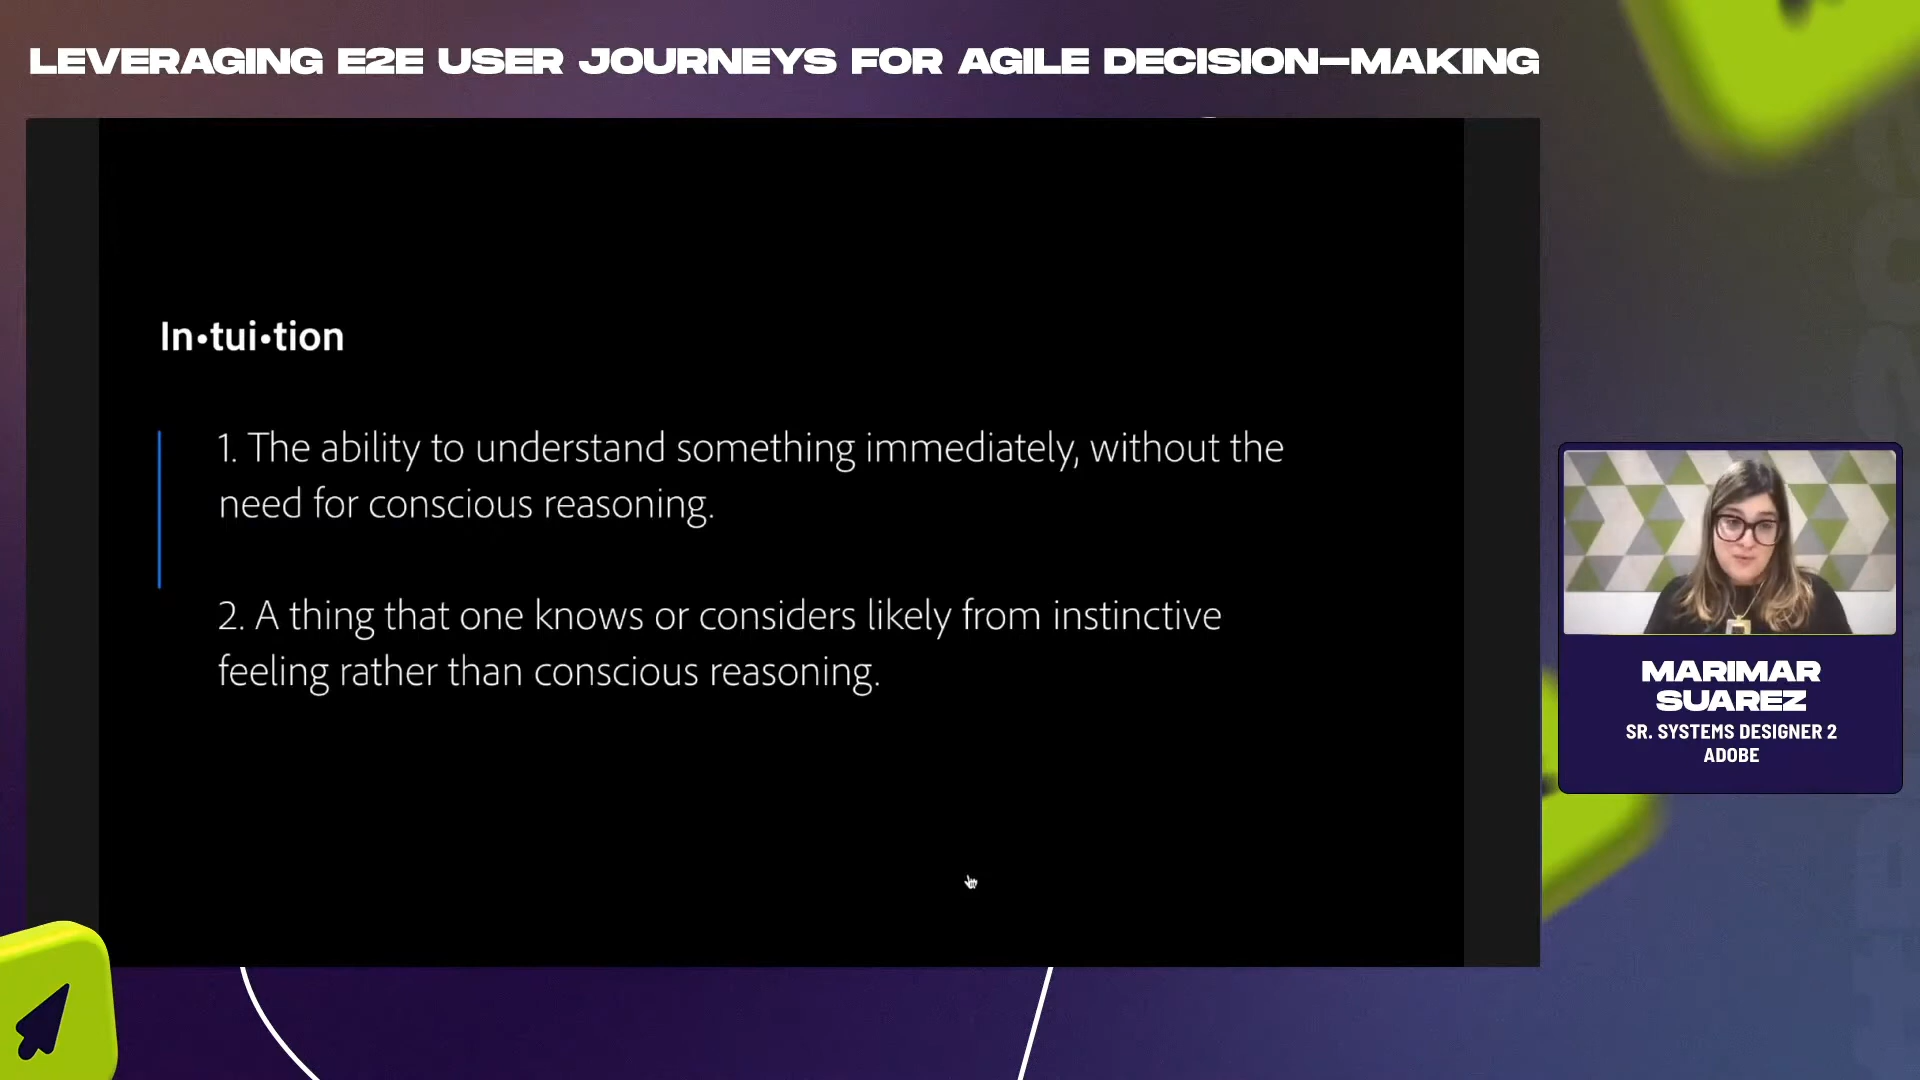 LEVERAGING E2E USER JOURNEYS FOR AGILE DECISION-MAKING
In•tui•tion
1. The ability to understand something immediately, without the
need for conscious reasoning.
2. A thing that one knows or considers likely from instinctive
feeling rather than conscious reasoning.
MARIMAR
SUAREZ
SR. SYSTEMS DESIGNER 2
ADOBE